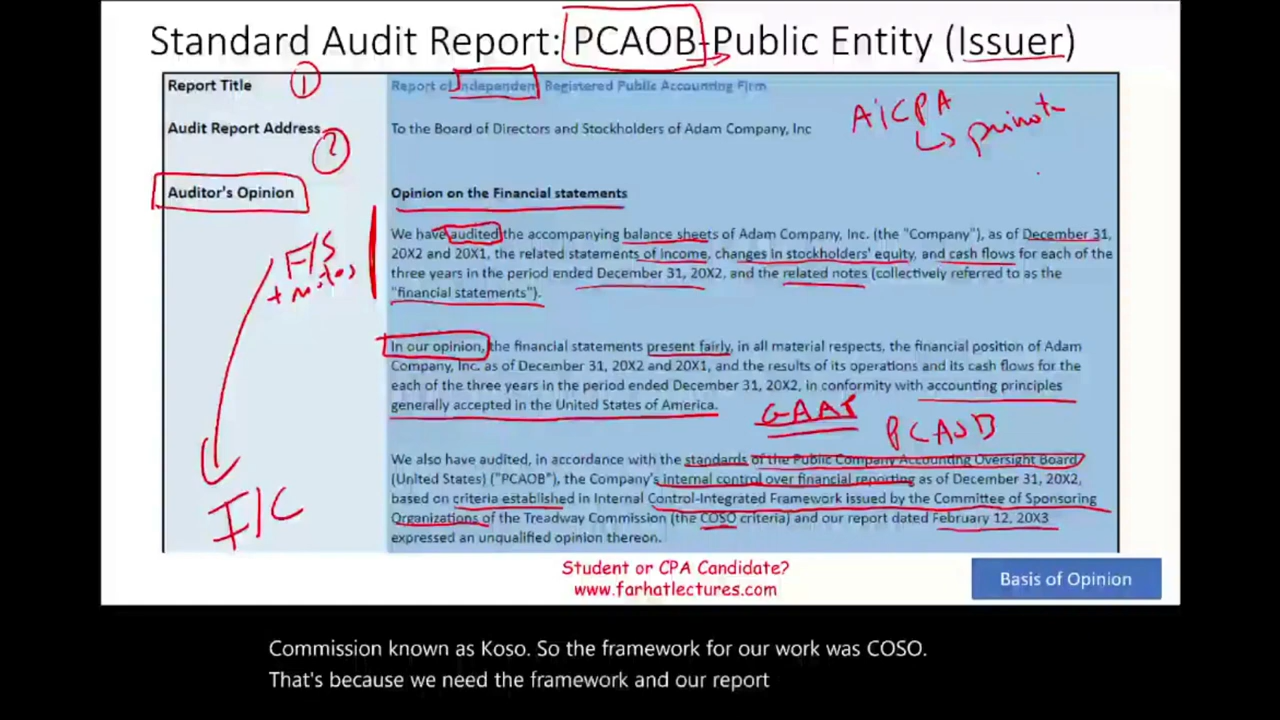 Standard Audit Report: PCAOB-Public Entity (Issuer)
Report Title 1
Report of Independent Registered Public Accounting Firm
AICPA
private
Audit Report Address
2
To the Board of Directors and Stockholders of Adam Company, Inc
Auditor's Opinion
Opinion on the Financial statements
We have audited the accompanying balance sheets of Adam Company, Inc. (the "Company"), as of December 31,
20X2 and 20X1, the related statements of income, changes in stockholders' equity, and cash flows for each of the
three years in the period ended December 31, 20X2, and the related notes (collectively referred to as the
"financial statements").
F/S
+ notes
In our opinion, the financial statements present fairly, in all material respects, the financial position of Adam
Company, Inc. as of December 31, 20X2 and 20X1, and the results of its operations and its cash flows for the
each of the three years in the period ended December 31, 20X2, in conformity with accounting principles
generally accepted in the United States of America.
GAAP
PCAOB
We also have audited, in accordance with the standards of the Public Company Accounting Oversight Board
(United States) ("PCAOB"), the Company's internal control over financial reporting as of December 31, 20X2,
based on criteria established in Internal Control-Integrated Framework issued by the Committee of Sponsoring
Organizations of the Treadway Commission (the COSO criteria) and our report dated February 12, 20X3
expressed an unqualified opinion thereon.
I/C
Student or CPA Candidate?
www.farhatlectures.com
Basis of Opinion
Commission known as Koso. So the framework for our work was COSO.
That's because we need the framework and our report